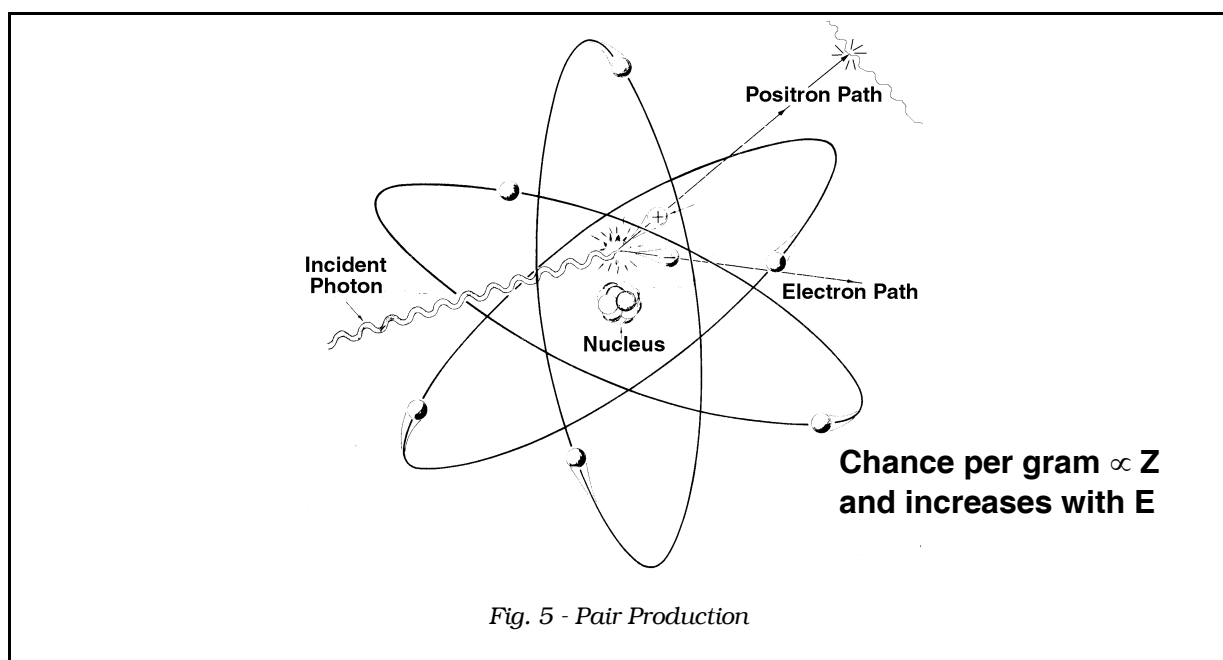 Positron Path
+
Incident
Photon
Electron Path
Nucleus
Chance per gram ∝ Z
and increases with E
Fig. 5 - Pair Production